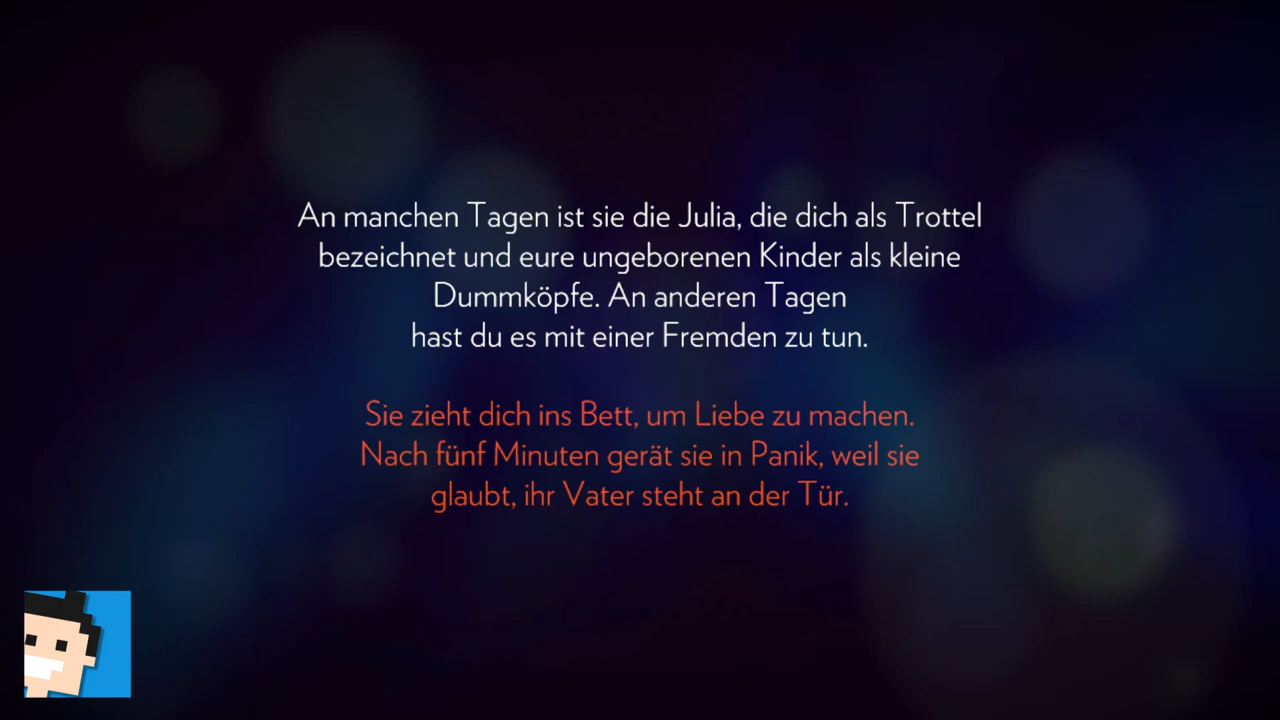 An manchen Tagen ist sie die Julia, die dich als Trottel
bezeichnet und eure ungeborenen Kinder als kleine
Dummköpfe. An anderen Tagen
hast du es mit einer Fremden zu tun.
Sie zieht dich ins Bett, um Liebe zu machen.
Nach fünf Minuten gerät sie in Panik, weil sie
glaubt, ihr Vater steht an der Tür.